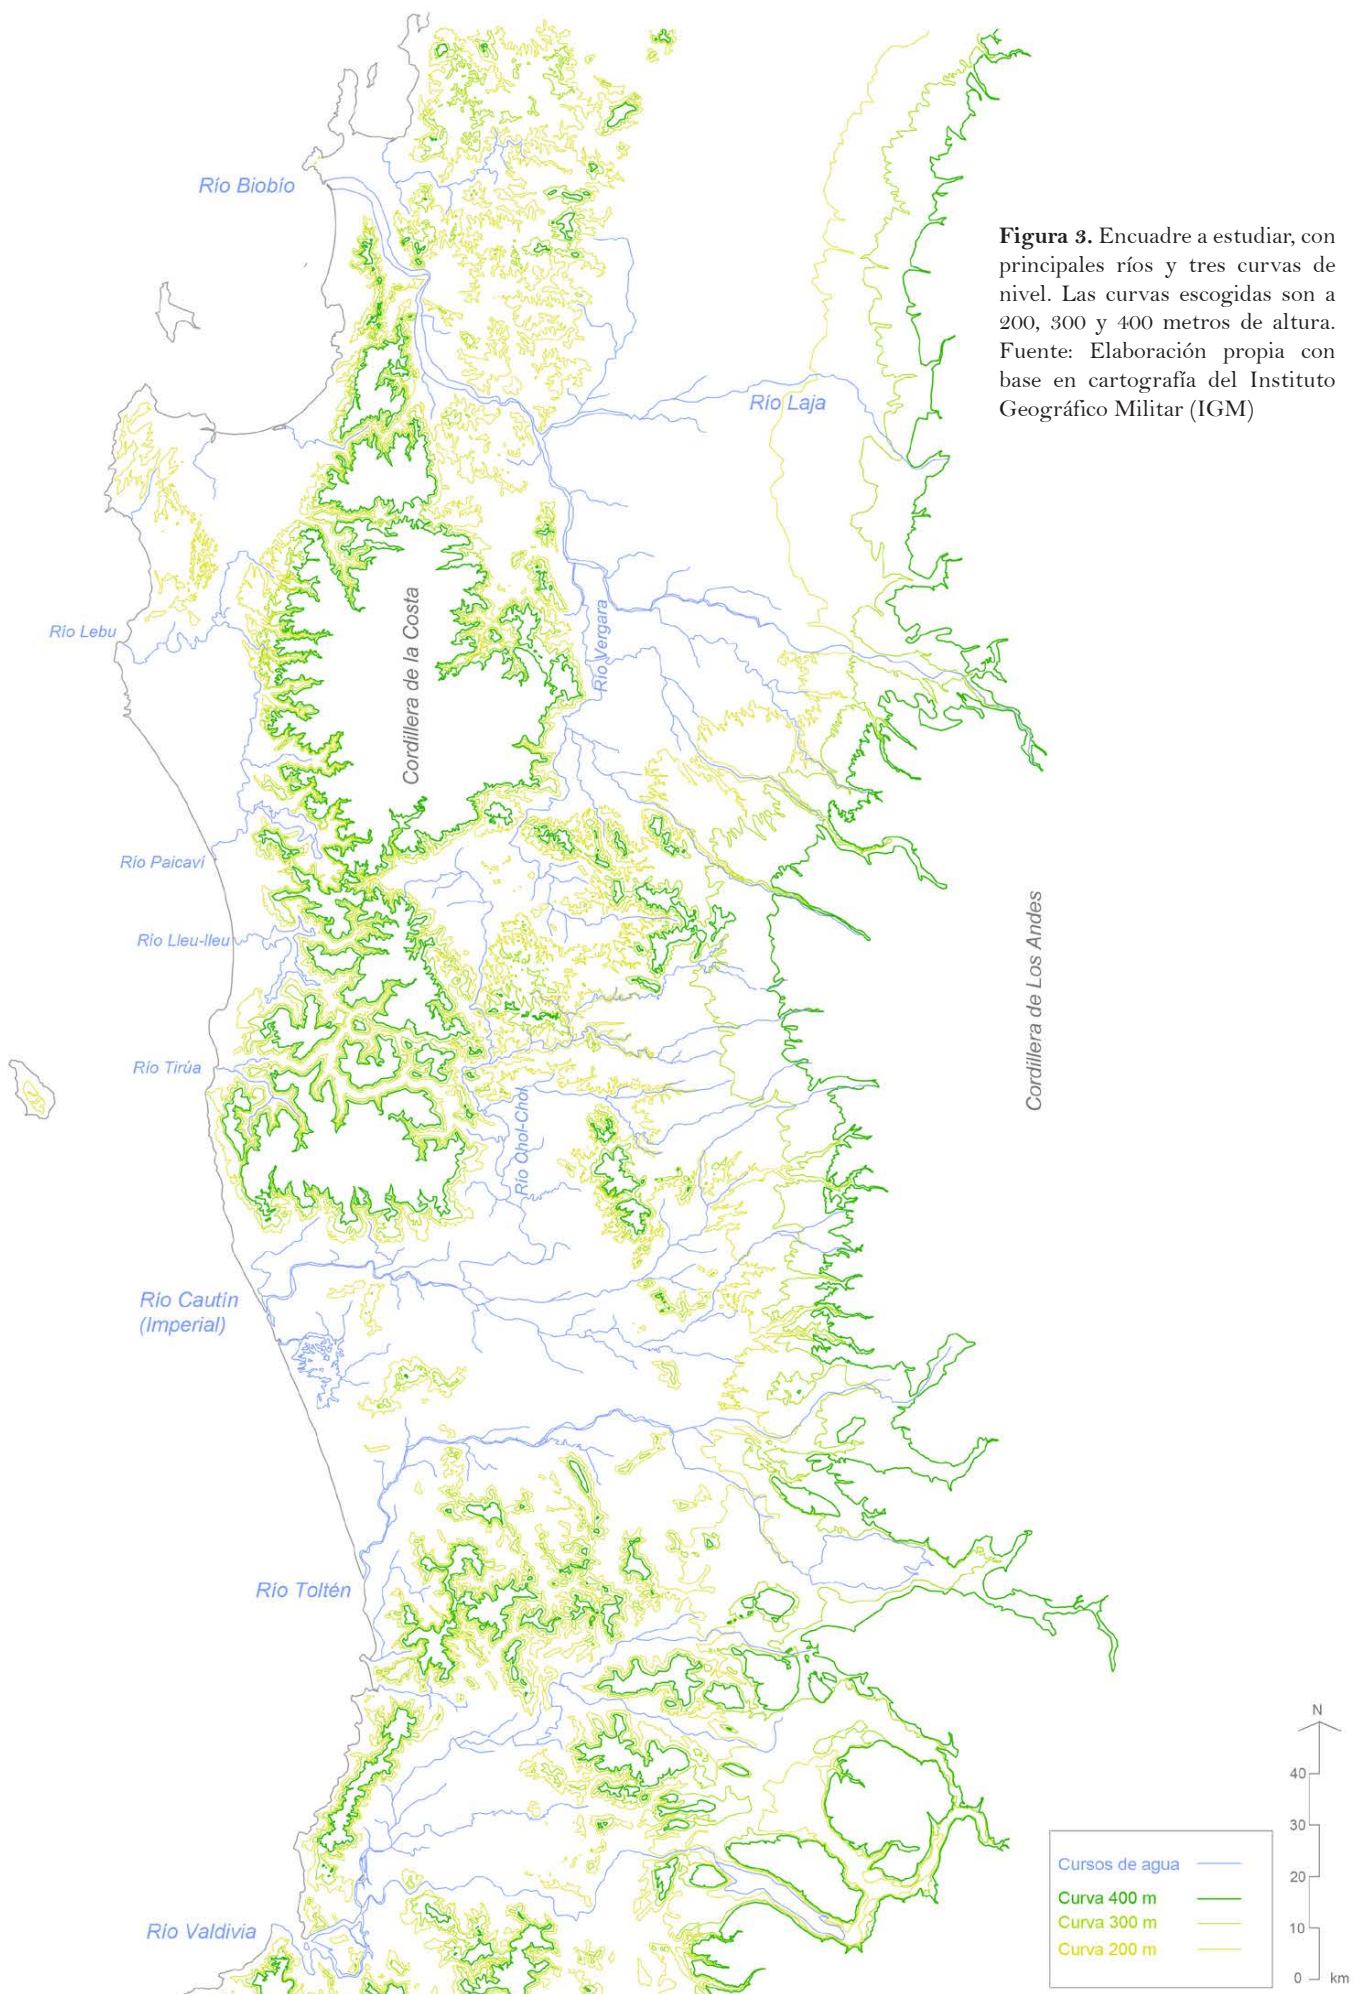 Río Biobío
Figura 3. Encuadre a estudiar, con
principales ríos y tres curvas de
nivel. Las curvas escogidas son a
200, 300 y 400 metros de altura.
Fuente: Elaboración propia con
base en cartografía del Instituto
Geográfico Militar (IGM)
Río Laja
Río Lebu
Cordillera de la Costa
Río Vergara
Río Paicaví
Río Lleu-lleu
Cordillera de Los Andes
Río Tirúa
Río Chol-Chol
Río Cautín
(Imperial)
Río Toltén
Río Valdivia
N
40
30
20
10
0 km
Cursos de agua
Curva 400 m
Curva 300 m
Curva 200 m